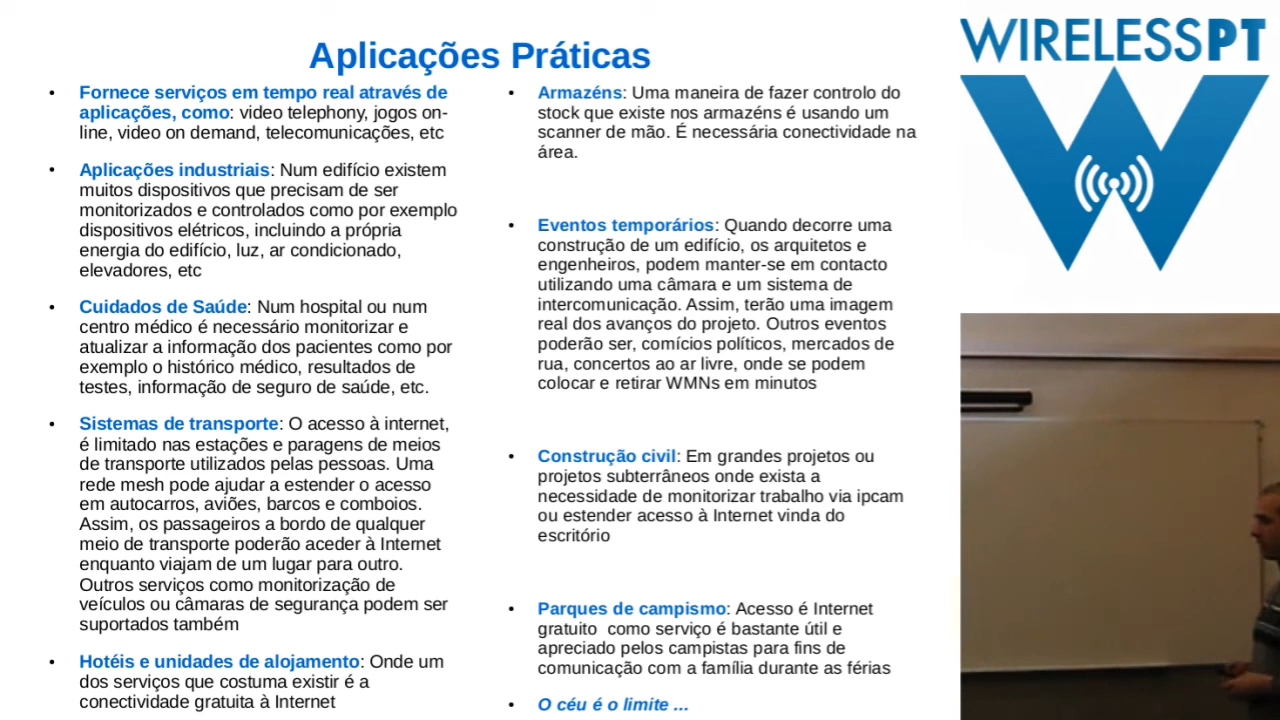 Aplicações Práticas
• Fornece serviços em tempo real através de
aplicações, como: video telephony, jogos on-
line, video on demand, telecomunicações, etc
• Aplicações industriais: Num edifício existem
muitos dispositivos que precisam de ser
monitorizados e controlados como por exemplo
dispositivos elétricos, incluindo a própria
energia do edifício, luz, ar condicionado,
elevadores, etc
• Cuidados de Saúde: Num hospital ou num
centro médico é necessário monitorizar e
atualizar a informação dos pacientes como por
exemplo o histórico médico, resultados de
testes, informação de seguro de saúde, etc.
• Sistemas de transporte: O acesso à internet,
é limitado nas estações e paragens de meios
de transporte utilizados pelas pessoas. Uma
rede mesh pode ajudar a estender o acesso
em autocarros, aviões, barcos e comboios.
Assim, os passageiros a bordo de qualquer
meio de transporte poderão aceder à Internet
enquanto viajam de um lugar para outro.
Outros serviços como monitorização de
veículos ou câmaras de segurança podem ser
suportados também
• Hotéis e unidades de alojamento: Onde um
dos serviços que costuma existir é a
conectividade gratuita à Internet
• Armazéns: Uma maneira de fazer controlo do
stock que existe nos armazéns é usando um
scanner de mão. É necessária conectividade na
área.
• Eventos temporários: Quando decorre uma
construção de um edifício, os arquitetos e
engenheiros, podem manter-se em contacto
utilizando uma câmara e um sistema de
intercomunicação. Assim, terão uma imagem
real dos avanços do projeto. Outros eventos
poderão ser, comícios políticos, mercados de
rua, concertos ao ar livre, onde se podem
colocar e retirar WMNs em minutos
• Construção civil: Em grandes projetos ou
projetos subterrâneos onde exista a
necessidade de monitorizar trabalho via ipcam
ou estender acesso à Internet vinda do
escritório
• Parques de campismo: Acesso é Internet
gratuito  como serviço é bastante útil e
apreciado pelos campistas para fins de
comunicação com a família durante as férias
• O céu é o limite ...
WIRELESSPT